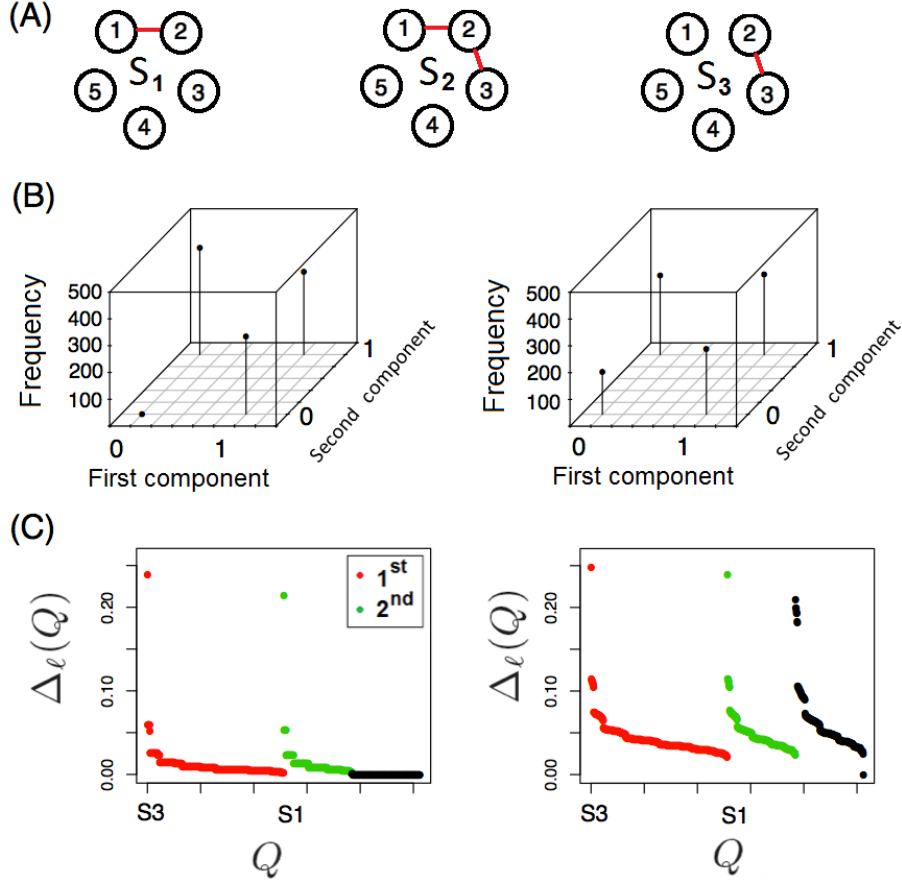 (A)
1 2 5 S1 3 4
1 2 5 S2 3 4
1 2 5 S3 3 4
(B)
Frequency
500
400
300
200
100
0 1
First component
0 1
Second component
Frequency
500
400
300
200
100
0 1
First component
0 1
Second component
(C)
Δℓ(Q)
0.20
0.10
0.00
1st
2nd
S3 S1
Q
Δℓ(Q)
0.20
0.10
0.00
S3 S1
Q